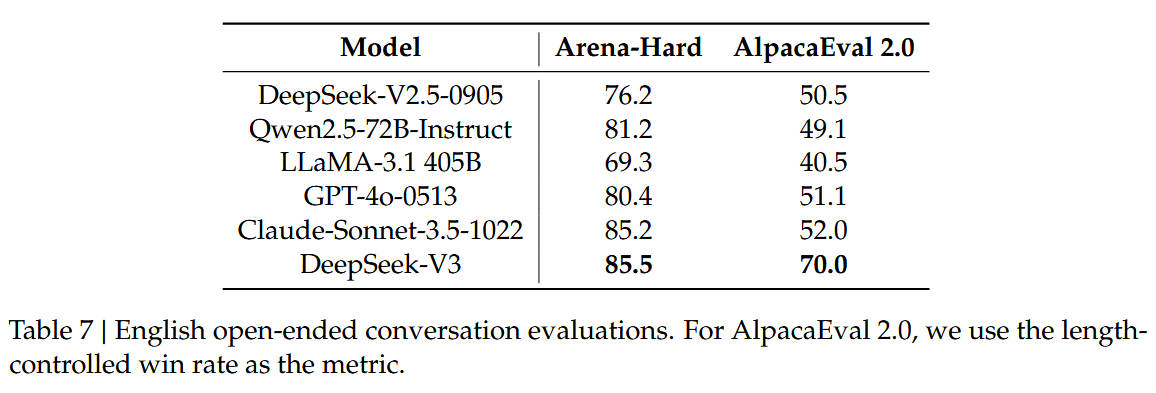 Model Arena-Hard AlpacaEval 2.0
DeepSeek-V2.5-0905 76.2 50.5
Qwen2.5-72B-Instruct 81.2 49.1
LLaMA-3.1 405B 69.3 40.5
GPT-4o-0513 80.4 51.1
Claude-Sonnet-3.5-1022 85.2 52.0
DeepSeek-V3 85.5 70.0
Table 7 | English open-ended conversation evaluations. For AlpacaEval 2.0, we use the length-
controlled win rate as the metric.